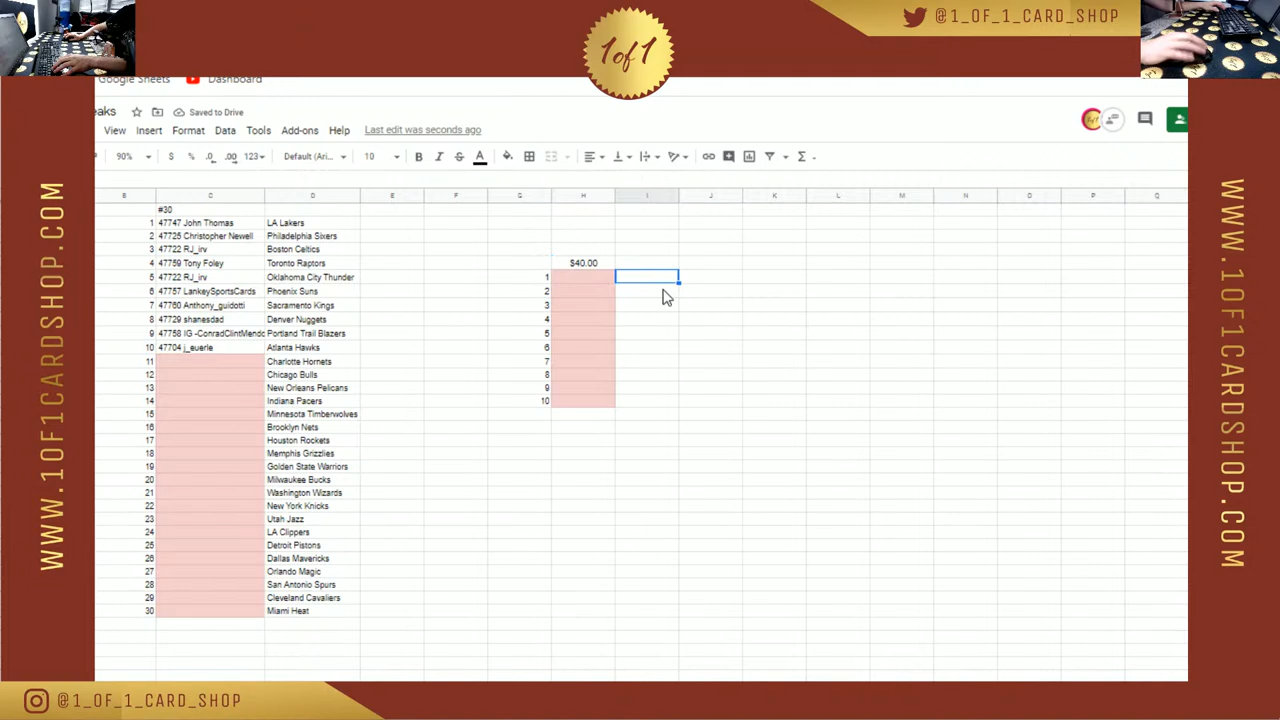 @1_OF_1_CARD_SHOP
1of1
Google Sheets Dashboard
eaks Saved to Drive
View Insert Format Data Tools Add-ons Help Last edit was seconds ago
90% $ % .0 .00 123 Default (Ari... 10 B I S A Σ
B C D E F G H I J K L M N O P Q
#30
1 47747 John Thomas LA Lakers
2 47725 Christopher Newell Philadelphia Sixers
3 47722 RJ_irv Boston Celtics
4 47759 Tony Foley Toronto Raptors $40.00
5 47722 RJ_irv Oklahoma City Thunder 1
6 47757 LankeySportsCards Phoenix Suns 2
7 47760 Anthony_guidotti Sacramento Kings 3
8 47729 shanesdad Denver Nuggets 4
9 47758 IG -ConradClintMendo Portland Trail Blazers 5
10 47704 j_euerle Atlanta Hawks 6
11 Charlotte Hornets 7
12 Chicago Bulls 8
13 New Orleans Pelicans 9
14 Indiana Pacers 10
15 Minnesota Timberwolves
16 Brooklyn Nets
17 Houston Rockets
18 Memphis Grizzlies
19 Golden State Warriors
20 Milwaukee Bucks
21 Washington Wizards
22 New York Knicks
23 Utah Jazz
24 LA Clippers
25 Detroit Pistons
26 Dallas Mavericks
27 Orlando Magic
28 San Antonio Spurs
29 Cleveland Cavaliers
30 Miami Heat
WWW.1OF1CARDSHOP.COM
WWW.1OF1CARDSHOP.COM
@1_OF_1_CARD_SHOP